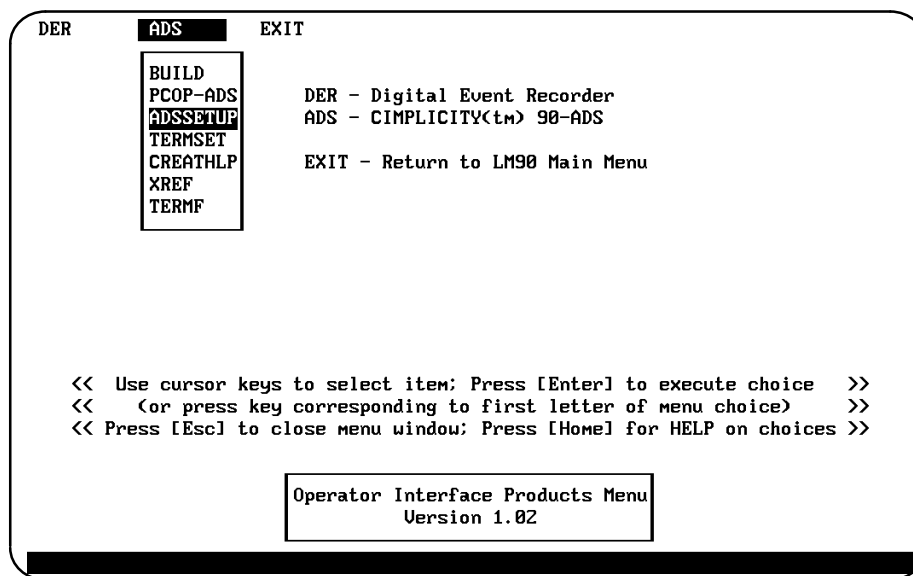 DER ADS EXIT
BUILD
PCOP-ADS DER - Digital Event Recorder
ADSSETUP ADS - CIMPLICITY(tm) 90-ADS
TERMSET
CREATHLP EXIT - Return to LM90 Main Menu
XREF
TERMF
<< Use cursor keys to select item; Press [Enter] to execute choice >>
<< (or press key corresponding to first letter of menu choice) >>
<< Press [Esc] to close menu window; Press [Home] for HELP on choices >>
Operator Interface Products Menu
Version 1.02